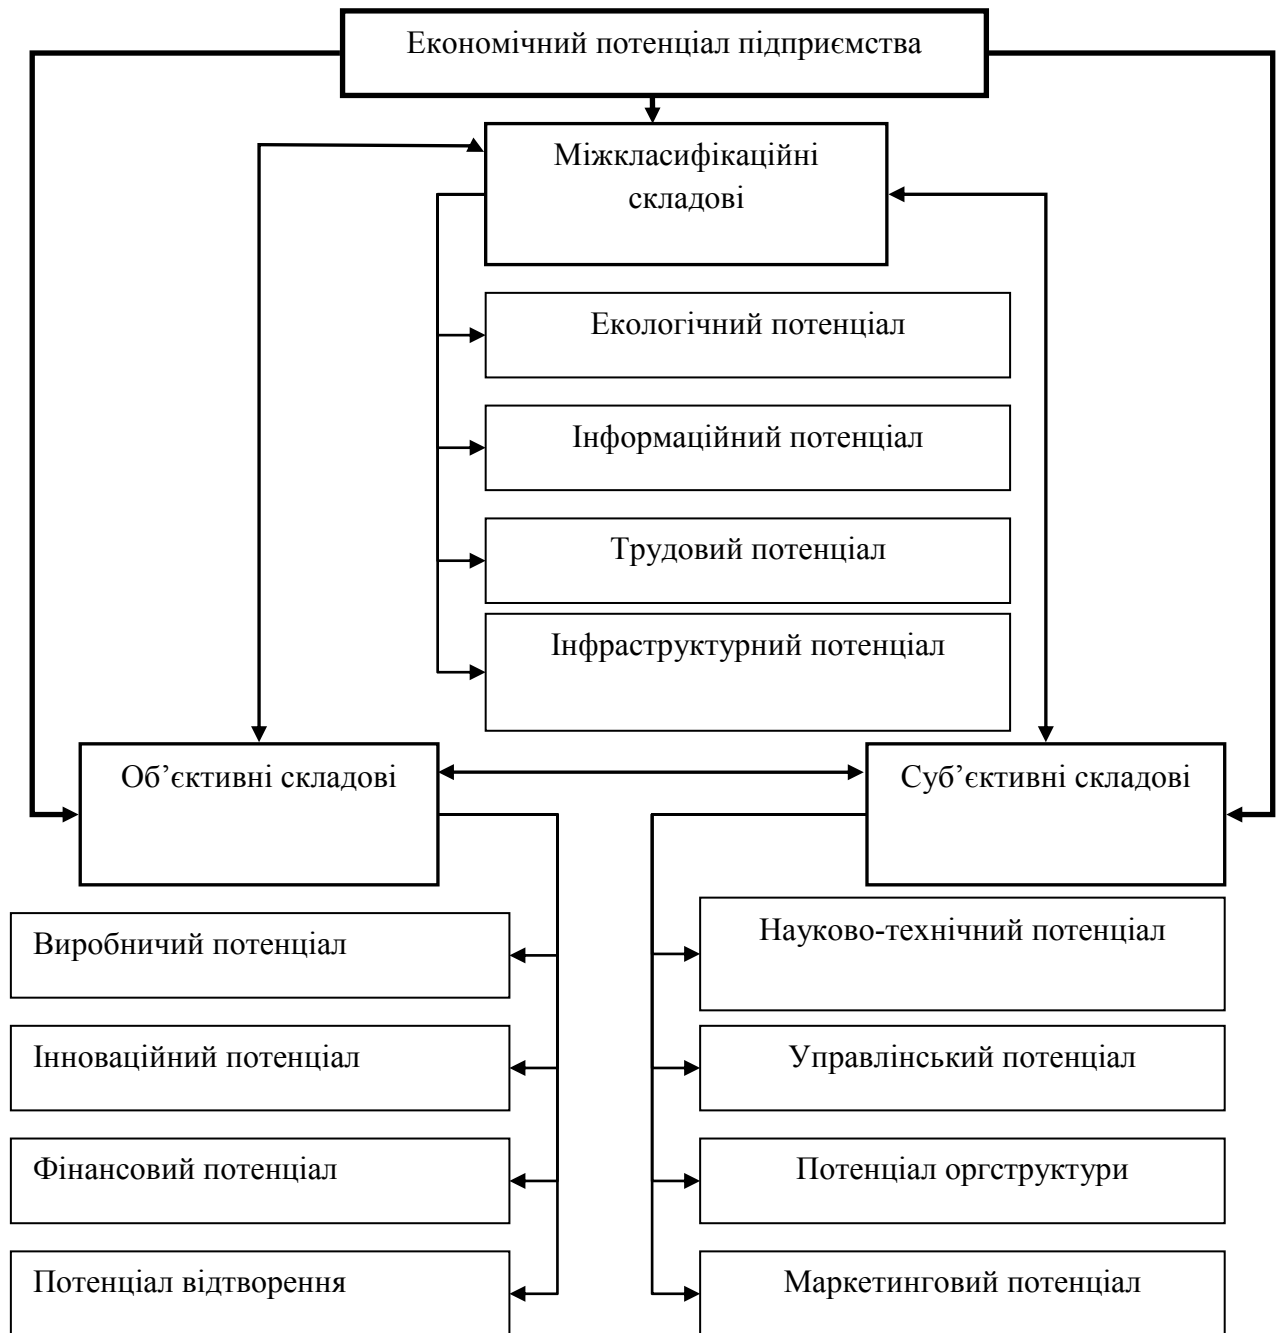 Економічний потенціал підприємства
Міжкласифікаційні
складові
Екологічний потенціал
Інформаційний потенціал
Трудовий потенціал
Інфраструктурний потенціал
Об’єктивні складові
Суб’єктивні складові
Виробничий потенціал
Інноваційний потенціал
Фінансовий потенціал
Потенціал відтворення
Науково-технічний потенціал
Управлінський потенціал
Потенціал оргструктури
Маркетинговий потенціал